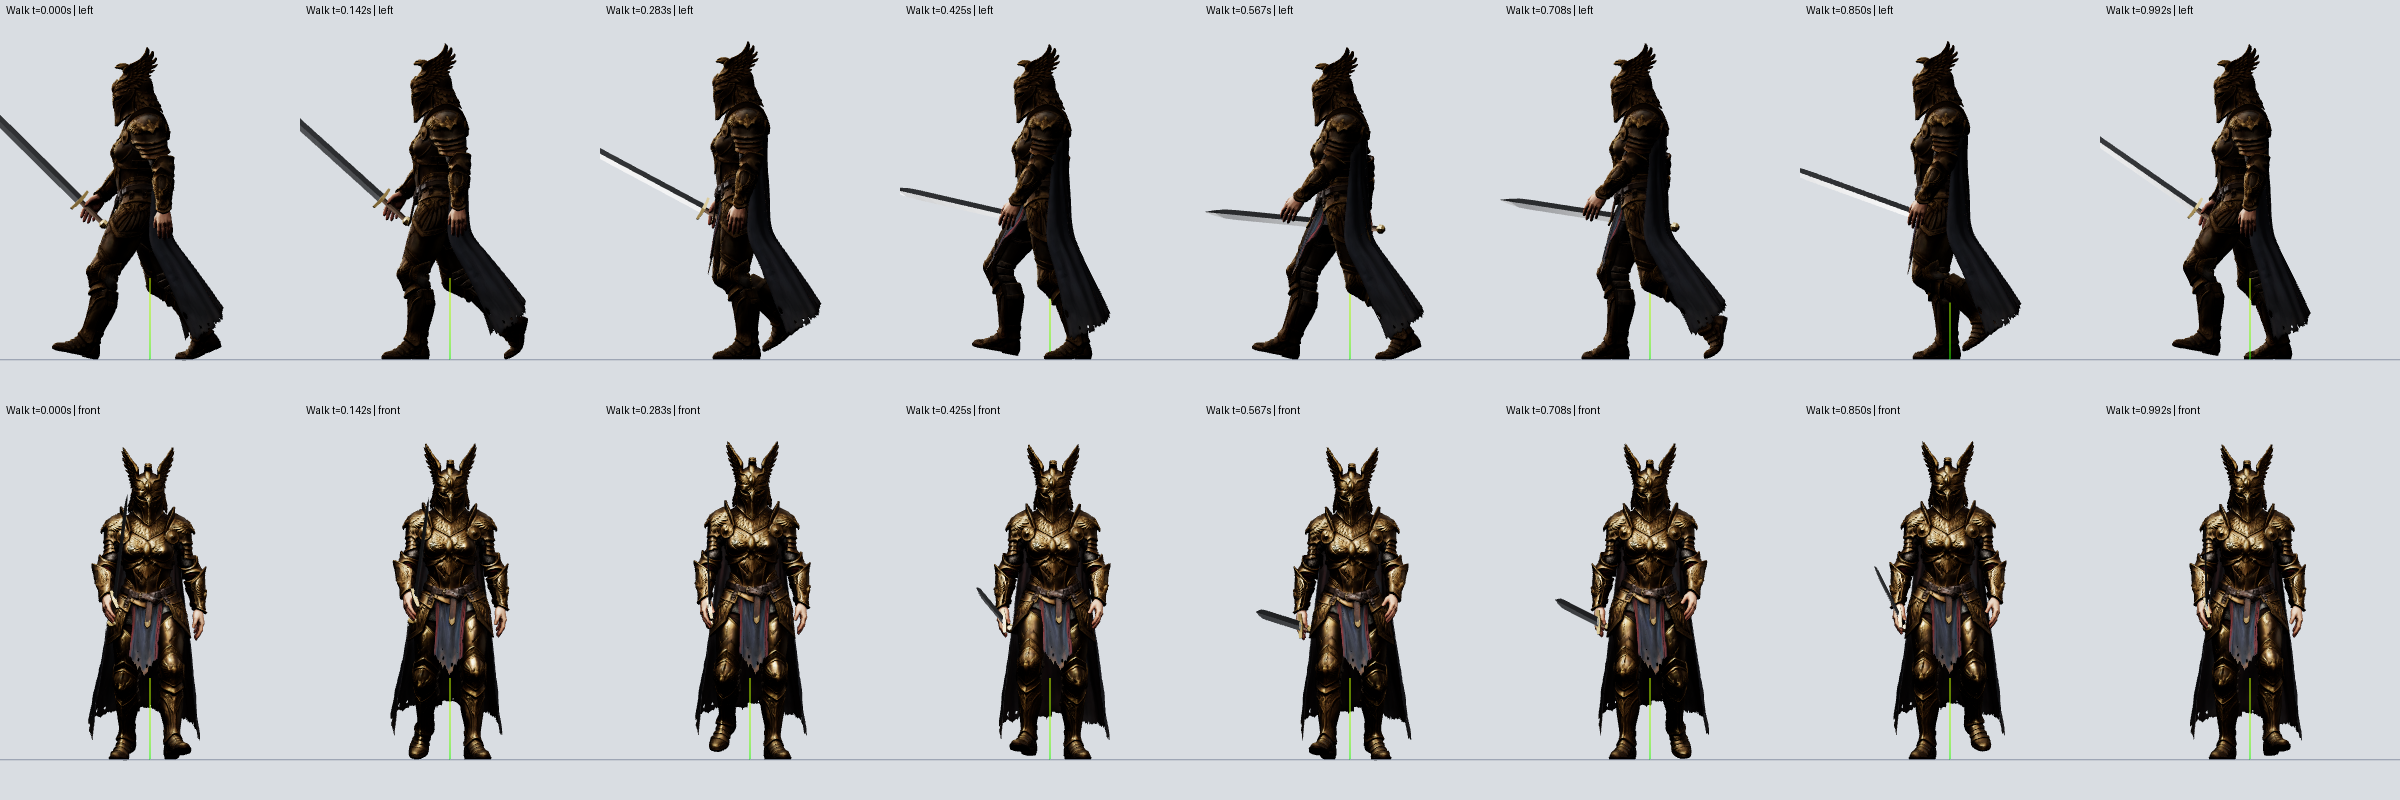 Walk t=0.000s | left
Walk t=0.142s | left
Walk t=0.283s | left
Walk t=0.425s | left
Walk t=0.567s | left
Walk t=0.708s | left
Walk t=0.850s | left
Walk t=0.992s | left
Walk t=0.000s | front
Walk t=0.142s | front
Walk t=0.283s | front
Walk t=0.425s | front
Walk t=0.567s | front
Walk t=0.708s | front
Walk t=0.850s | front
Walk t=0.992s | front